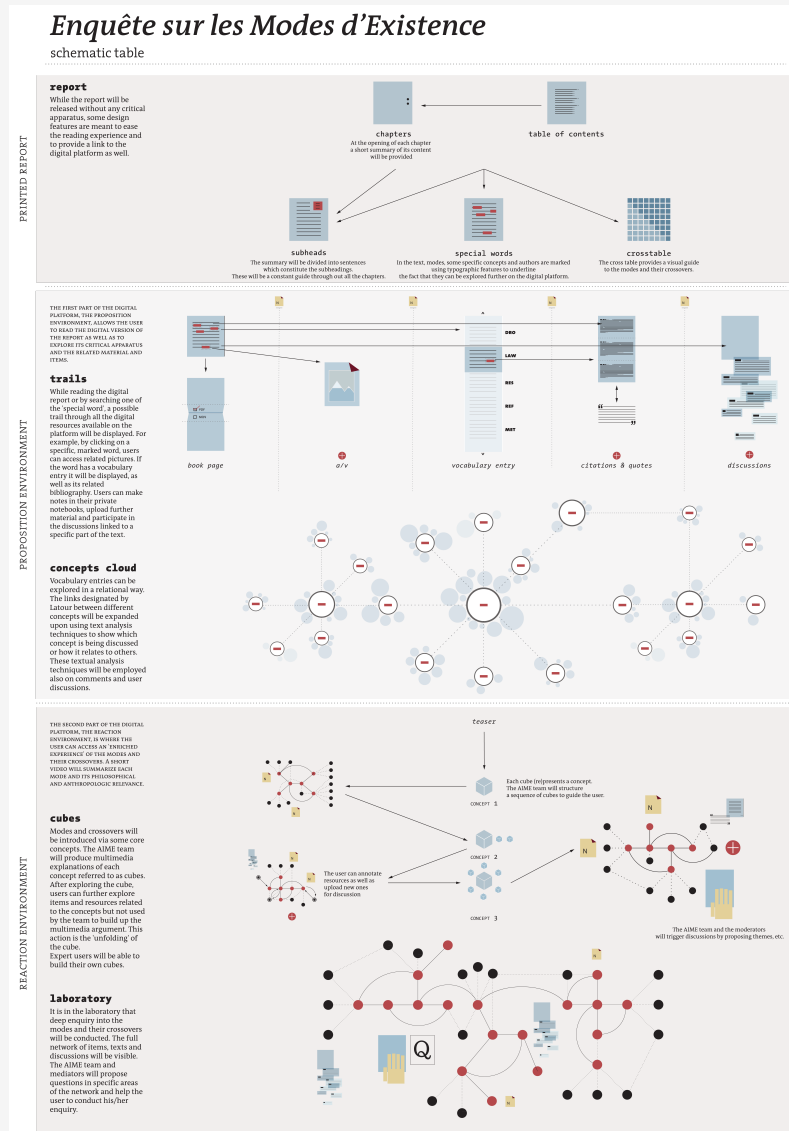 Enquête sur les Modes d’Existence
schematic table
PRINTED REPORT
report
While the report will be
released without any critical
apparatus, some design
features are meant to ease
the reading experience and
to provide a link to the
digital platform as well.
chapters
At the opening of each chapter
a short summary of its content
will be provided
table of contents
subheads
The summary will be divided into sentences
which constitute the subheadings.
These will be a constant guide through out all the chapters.
special words
In the text, modes, some specific concepts and authors are marked
using typographic features to underline
the fact that they can be explored further on the digital platform.
crosstable
The cross table provides a visual guide
to the modes and their crossovers.
PROPOSITION ENVIRONMENT
THE FIRST PART OF THE DIGITAL
PLATFORM, THE PROPOSITION
ENVIRONMENT, ALLOWS THE USER
TO READ THE DIGITAL VERSION OF
THE REPORT AS WELL AS TO
EXPLORE ITS CRITICAL APPARATUS
AND THE RELATED MATERIAL AND
ITEMS.
trails
While reading the digital
report or by searching one of
the ‘special word’, a possible
trail through all the digital
resources available on the
platform will be displayed. For
example, by clicking on a
specific, marked word, users
can access related pictures. If
the word has a vocabulary
entry it will be displayed, as
well as its related
bibliography. Users can make
notes in their private
notebooks, upload further
material and participate in
the discussions linked to a
specific part of the text.
DRO
LAW
RES
REF
MET
“
”
book page
a/v
vocabulary entry
citations & quotes
discussions
concepts cloud
Vocabulary entries can be
explored in a relational way.
The links designated by
Latour between different
concepts will be expanded
upon using text analysis
techniques to show which
concept is being discussed
or how it relates to others.
These textual analysis
techniques will be employed
also on comments and user
discussions.
REACTION ENVIRONMENT
THE SECOND PART OF THE DIGITAL
PLATFORM, THE REACTION
ENVIRONMENT, IS WHERE THE
USER CAN ACCESS AN ‘ENRICHED
EXPERIENCE’ OF THE MODES AND
THEIR CROSSOVERS. A SHORT
VIDEO WILL SUMMARIZE EACH
MODE AND ITS PHILOSOPHICAL
AND ANTHROPOLOGIC RELEVANCE.
teaser
Each cube (re)presents a concept.
The AIME team will structure
a sequence of cubes to guide the user.
CONCEPT 1
CONCEPT 2
CONCEPT 3
The user can annotate
resources as well as
upload new ones
for discussion
N
N
The AIME team and the moderators
will trigger discussions by proposing themes, etc.
cubes
Modes and crossovers will
be introduced via some core
concepts. The AIME team
will produce multimedia
explanations of each
concept referred to as cubes.
After exploring the cube,
users can further explore
items and resources related
to the concepts but not used
by the team to build up the
multimedia argument. This
action is the ‘unfolding’ of
the cube.
Expert users will be able to
build their own cubes.
laboratory
It is in the laboratory that
deep enquiry into the
modes and their crossovers
will be conducted. The full
network of items, texts and
discussions will be visible.
The AIME team and
mediators will propose
questions in specific areas
of the network and help the
user to conduct his/her
enquiry.
Q